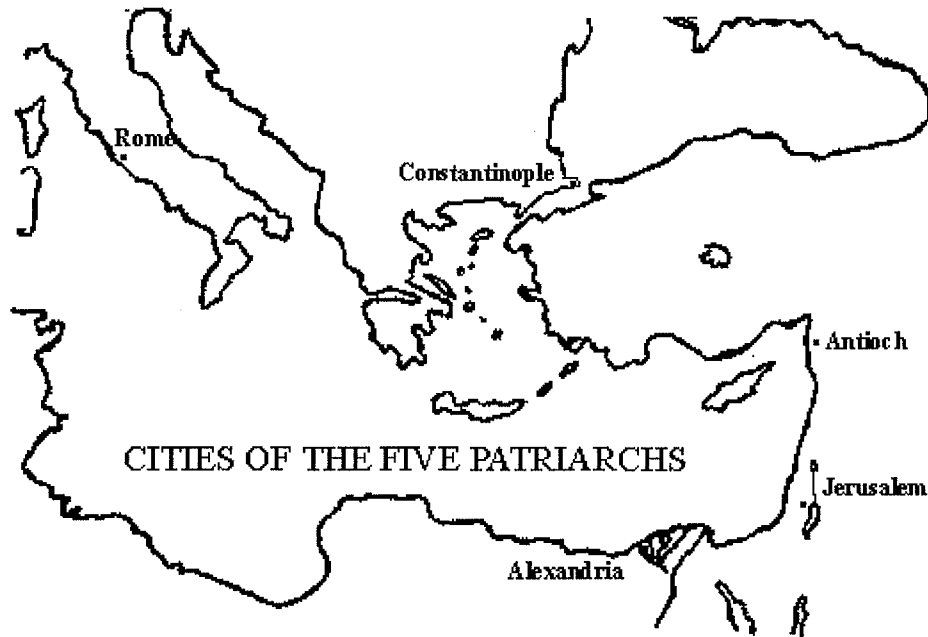 Rome
Constantinople
Antioch
CITIES OF THE FIVE PATRIARCHS
Jerusalem
Alexandria